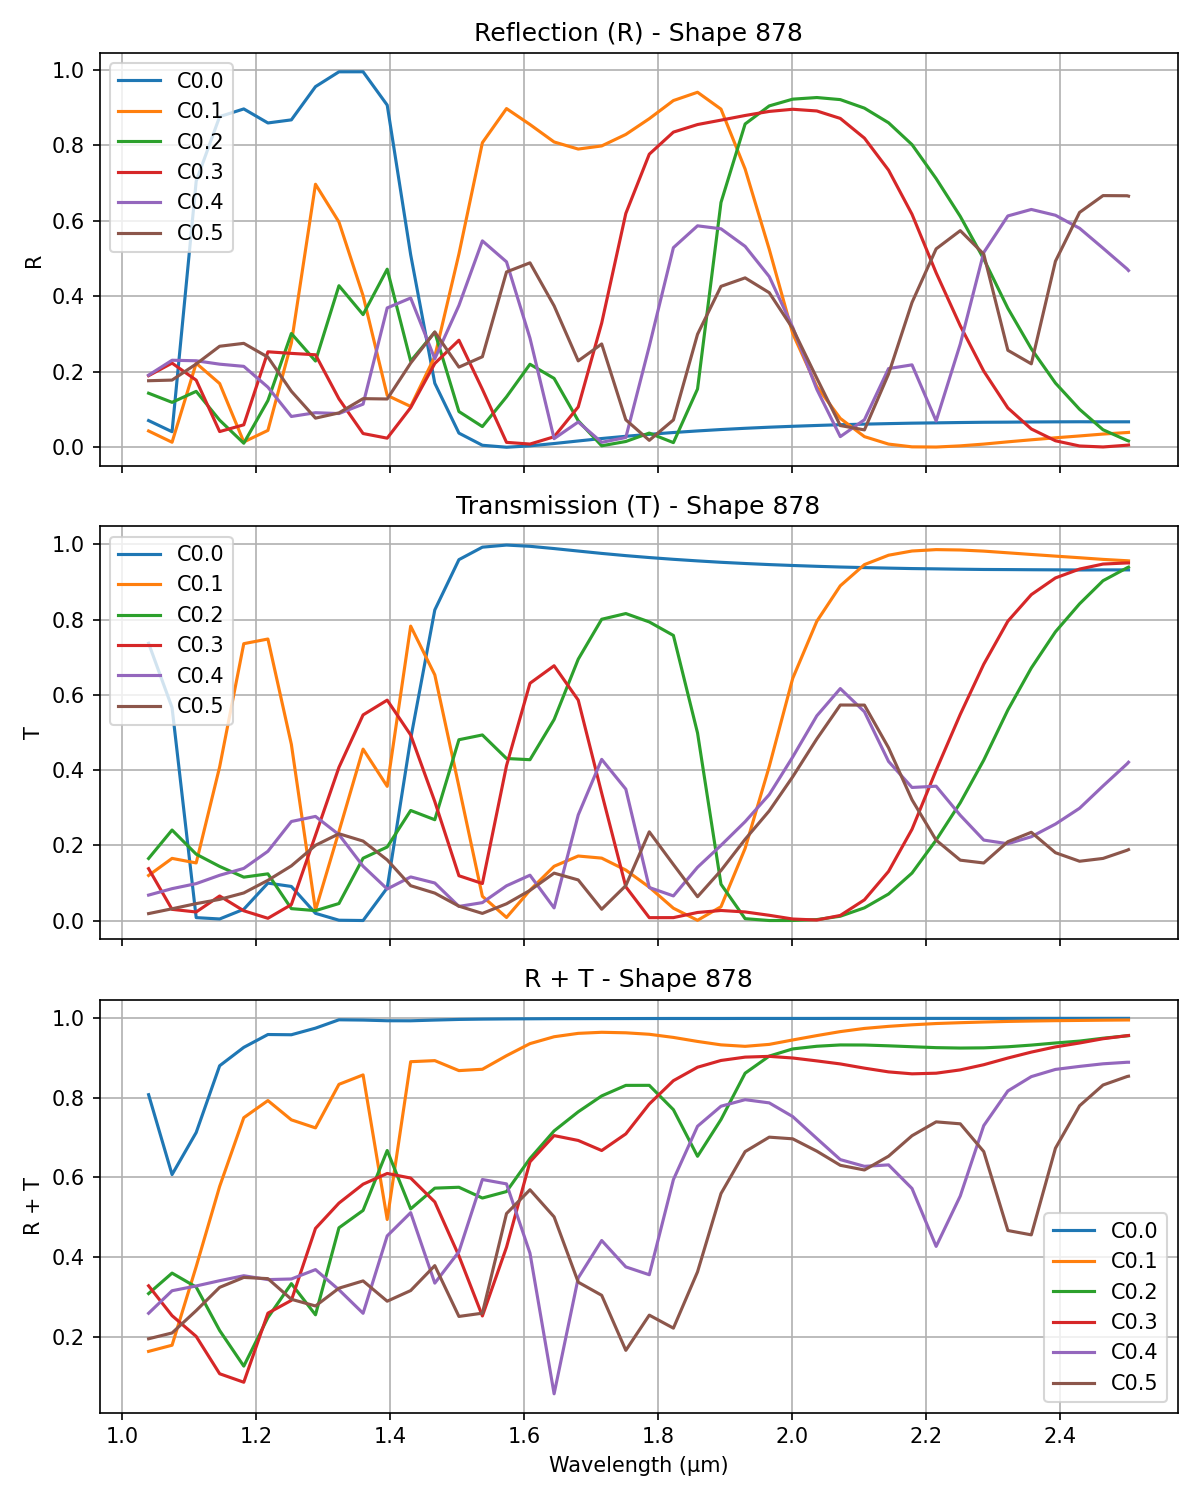 Reflection (R) - Shape 878
1.0
0.8
0.6
0.4
0.2
0.0
R
C0.0
C0.1
C0.2
C0.3
C0.4
C0.5
Transmission (T) - Shape 878
1.0
0.8
0.6
0.4
0.2
0.0
T
C0.0
C0.1
C0.2
C0.3
C0.4
C0.5
R + T - Shape 878
1.0
0.8
0.6
0.4
0.2
R + T
C0.0
C0.1
C0.2
C0.3
C0.4
C0.5
1.0 1.2 1.4 1.6 1.8 2.0 2.2 2.4
Wavelength (μm)